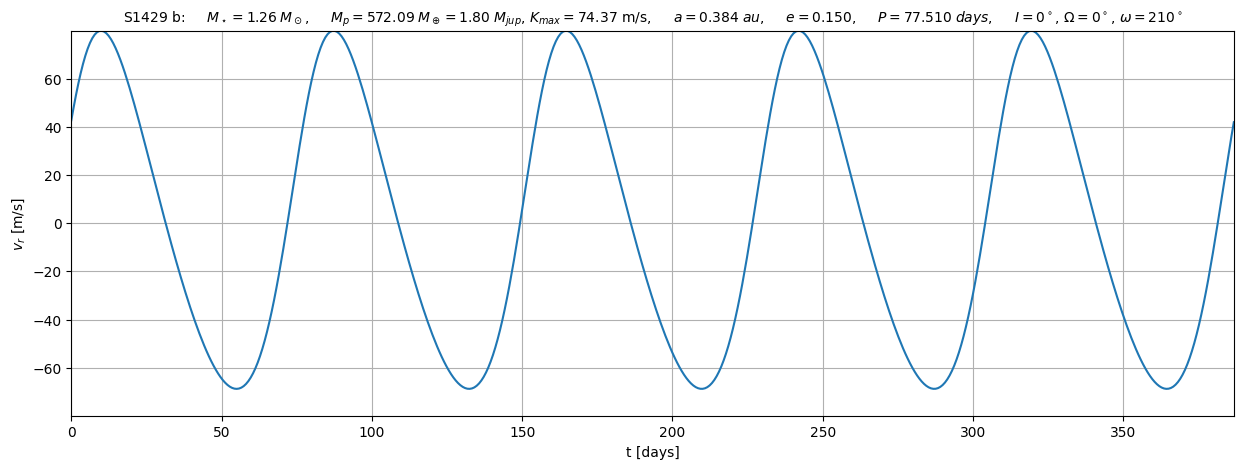 S1429 b: M⋆ = 1.26 M⊙, Mp = 572.09 M⊕ = 1.80 Mjup, Kmax = 74.37 m/s, a = 0.384 au, e = 0.150, P = 77.510 days, I = 0°, Ω = 0°, ω = 210°
vr [m/s]
60
40
20
0
−20
−40
−60
0 50 100 150 200 250 300 350
t [days]